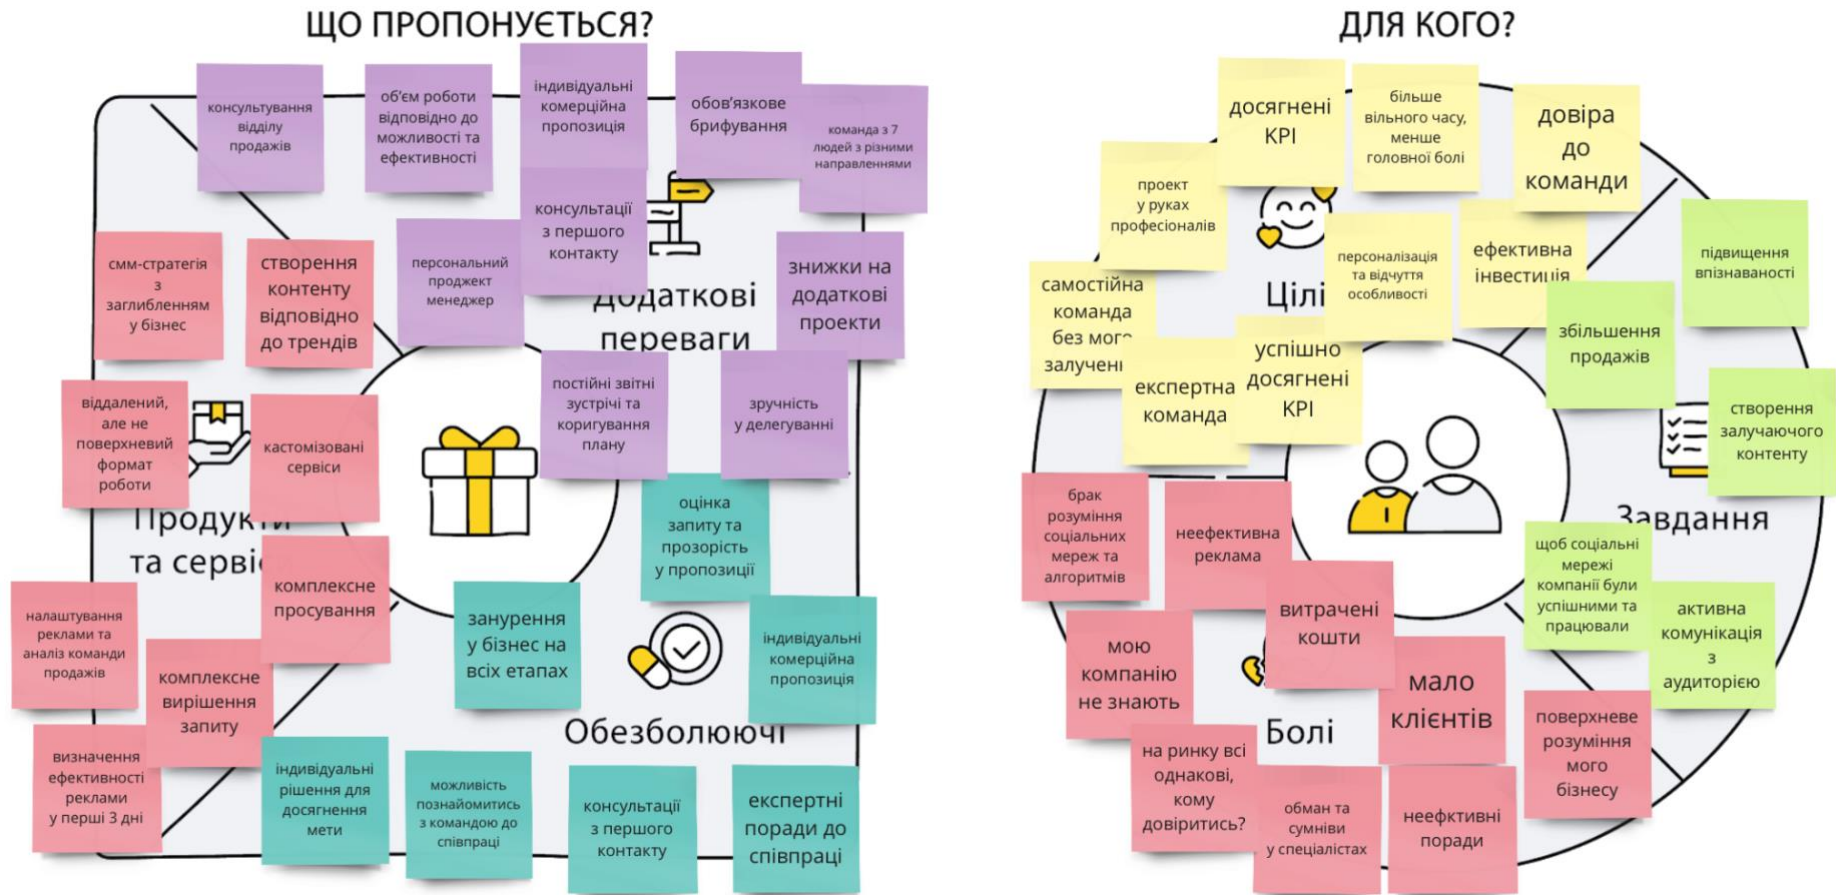 ЩО ПРОПОНУЄТЬСЯ?
консультування
відділу
продажів
об'єм роботи
відповідно до
можливості та
ефективності
індивідуальні
комерційна
пропозиція
обов'язкове
брифування
команда з 7
людей з різними
направленнями
смм-стратегія
з
заглибленням
у бізнес
створення
контенту
відповідно
до трендів
персональний
проджект
менеджер
консультації
з першого
контакту
знижки на
додаткові
проекти
Додаткові
переваги
віддалений,
але не
поверхневий
формат
роботи
кастомізовані
сервіси
постійні звітні
зустрічі та
коригування
плану
зручність
у делегуванні
Продукти
та сервіс
оцінка
запиту та
прозорість
у пропозиції
налаштування
реклами та
аналіз команди
продажів
комплексне
просування
занурення
у бізнес на
всіх етапах
індивідуальні
комерційна
пропозиція
комплексне
вирішення
запиту
Обезболюючі
визначення
ефективності
реклами
у перші 3 дні
індивідуальні
рішення для
досягнення
мети
можливість
познайомитись
з командою до
співпраці
консультації
з першого
контакту
експертні
поради до
співпраці
ДЛЯ КОГО?
досягнені
KPI
більше
вільного часу,
менше
головної болі
довіра
до
команди
проект
у руках
професіоналів
персоналізація
та відчуття
особливості
ефективна
інвестиція
підвищення
впізнаваності
самостійна
команда
без мого
залученн
Цілі
збільшення
продажів
експертна
команда
успішно
досягнені
KPI
створення
залучаючого
контенту
Завдання
брак
розуміння
соціальних
мереж та
алгоритмів
неефективна
реклама
витрачені
кошти
щоб соціальні
мережі
компанії були
успішними та
працювали
активна
комунікація
з
аудиторією
мою
компанію
не знають
мало
клієнтів
поверхневе
розуміння
мого
бізнесу
Болі
на ринку всі
однакові,
кому
довіритись?
обман та
сумніви
у спеціалістах
неефктивні
поради